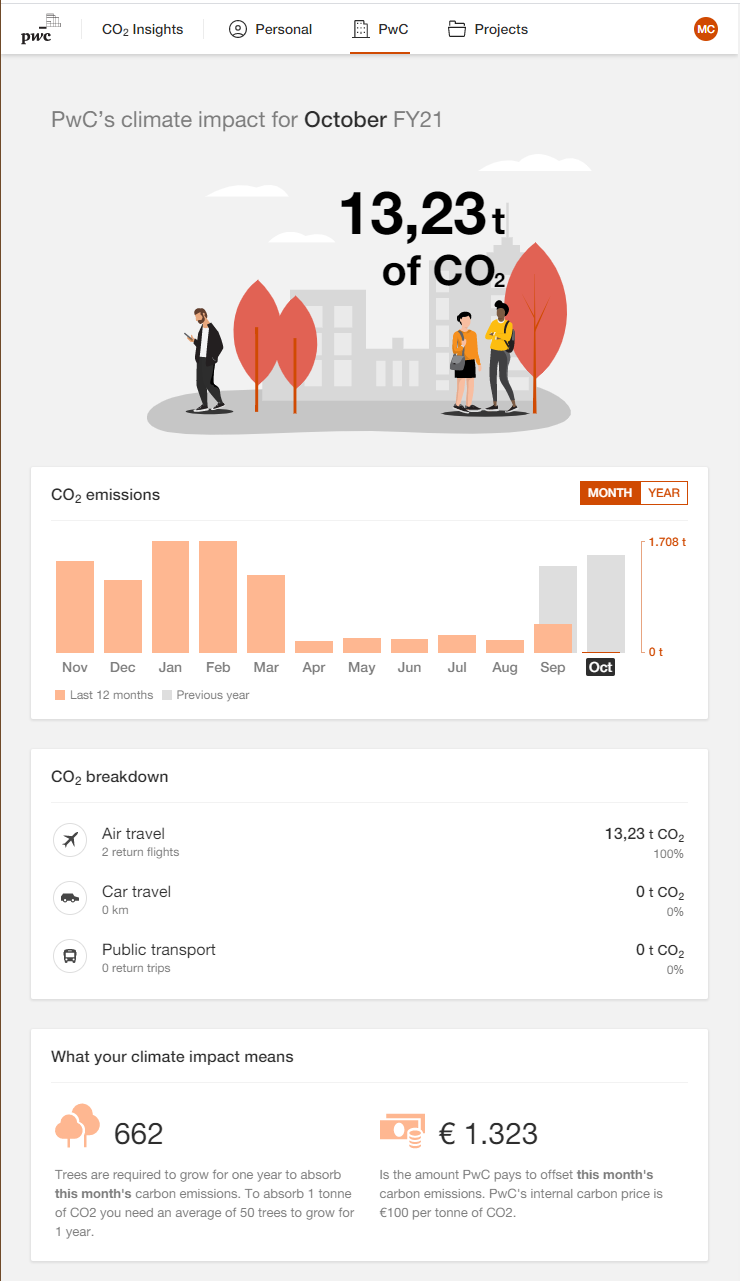 pwc
CO₂ Insights
Personal
PwC
Projects
MC
PwC's climate impact for October FY21
13,23 t
of CO₂
CO₂ emissions
MONTH
YEAR
1.708 t
0 t
Nov Dec Jan Feb Mar Apr May Jun Jul Aug Sep Oct
Last 12 months
Previous year
CO₂ breakdown
Air travel
2 return flights
13,23 t CO₂
100%
Car travel
0 km
0 t CO₂
0%
Public transport
0 return trips
0 t CO₂
0%
What your climate impact means
662
Trees are required to grow for one year to absorb
this month's carbon emissions. To absorb 1 tonne
of CO2 you need an average of 50 trees to grow for
1 year.
€ 1.323
Is the amount PwC pays to offset this month's
carbon emissions. PwC's internal carbon price is
€100 per tonne of CO2.